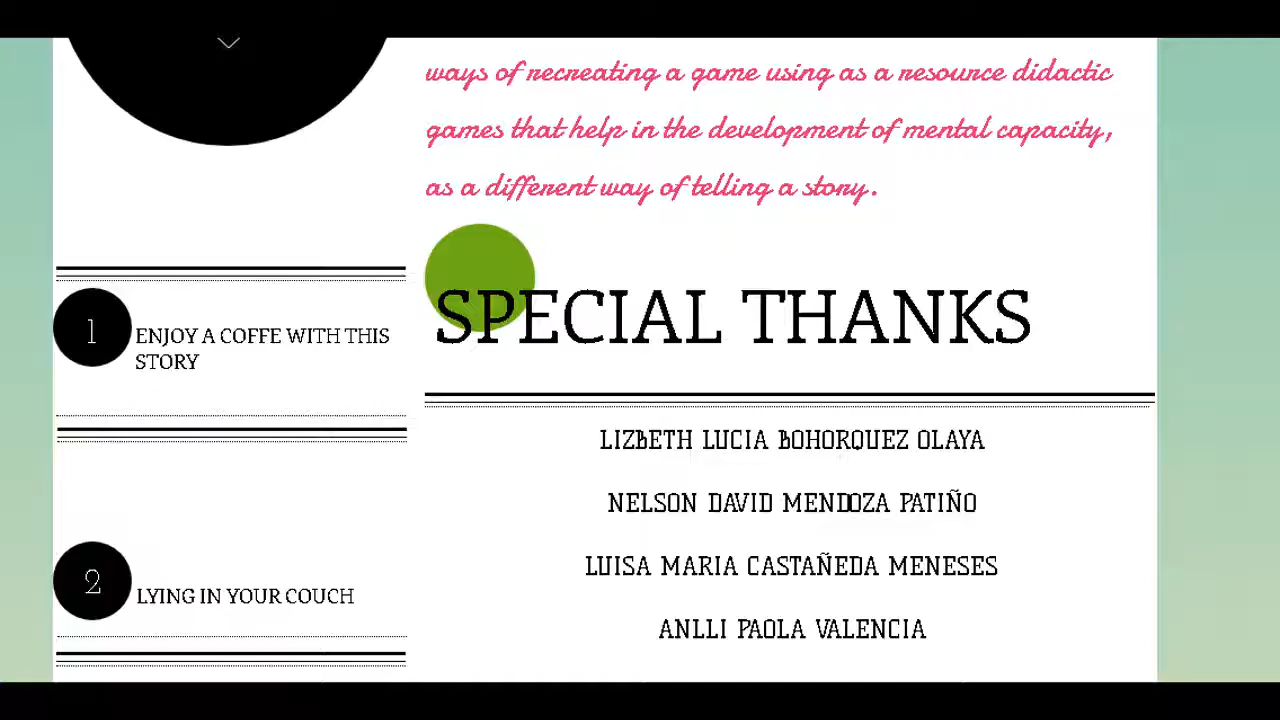 ways of recreating a game using as a resource didactic
games that help in the development of mental capacity,
as a different way of telling a story.
SPECIAL THANKS
LIZBETH LUCIA BOHORQUEZ OLAYA
NELSON DAVID MENDOZA PATIÑO
LUISA MARIA CASTAÑEDA MENESES
ANLLI PAOLA VALENCIA
1
ENJOY A COFFE WITH THIS
STORY
2
LYING IN YOUR COUCH